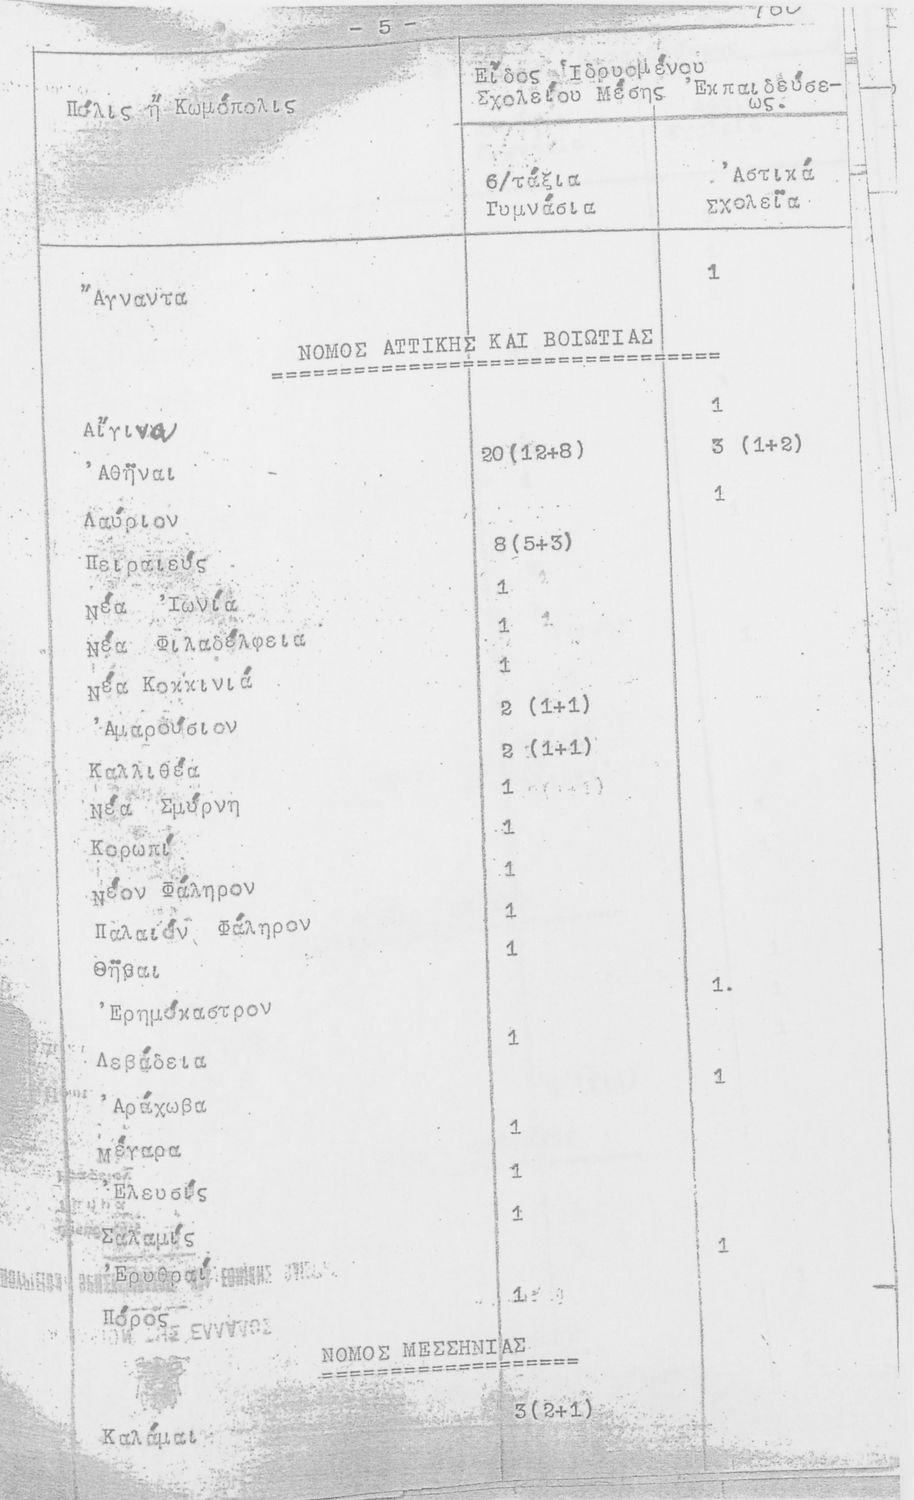 - 5 -
Πόλις ἤ Κωμόπολις
Εἶδος Ἱδρυομένου
Σχολείου Μέσης Ἐκπαιδεύσε-
ως.
6/τάξια
Γυμνάσια
Ἀστικά
Σχολεῖα
Ἄγναντα 1
ΝΟΜΟΣ ΑΤΤΙΚΗΣ ΚΑΙ ΒΟΙΩΤΙΑΣ
Αἴγινα 1
Ἀθῆναι 20(12+8) 3 (1+2)
Λαύριον 1
Πειραιεύς 8(5+3)
Νέα Ἰωνία 1
Νέα Φιλαδέλφεια 1
Νέα Κοκκινιά 1
Ἀμαρούσιον 2 (1+1)
Καλλιθέα 2 (1+1)
Νέα Σμύρνη 1
Κορωπί 1
Νέον Φάληρον 1
Παλαιόν Φάληρον 1
Θῆβαι 1
Ἐρημόκαστρον 1.
Λεβάδεια 1
Ἀράχωβα 1
Μέγαρα 1
Ἐλευσίς 1
Σαλαμίς 1
Ἐρυθραί 1
Πόρος 1
ΝΟΜΟΣ ΜΕΣΣΗΝΙΑΣ
Καλάμαι 3(2+1)